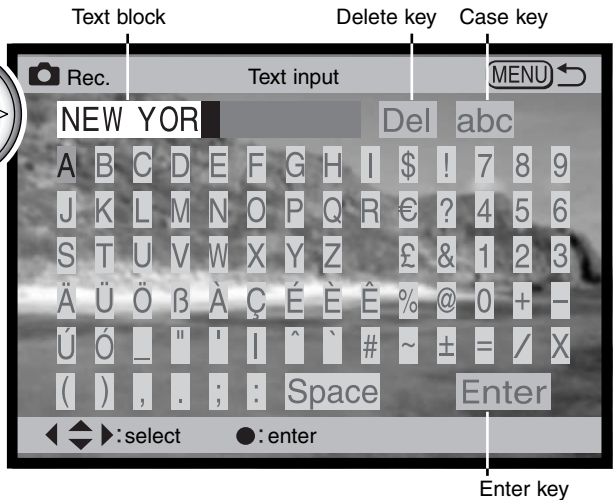 Text block Delete key Case key
Rec. Text input MENU
NEW YOR Del abc
A B C D E F G H I $ ! 7 8 9
J K L M N O P Q R € ? 4 5 6
S T U V W X Y Z £ & 1 2 3
Ä Ü Ö ß À Ç É È Ê % @ 0 + −
Ú Ó _ " ' | ^ ` # ~ ± = / X
( ) , . ; : Space Enter
:select :enter
Enter key